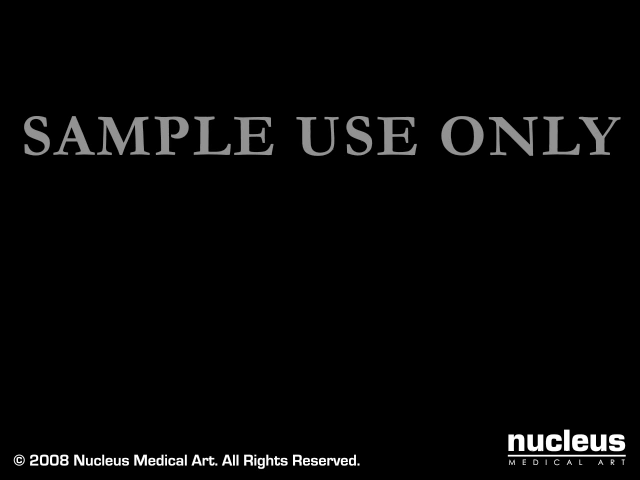 SAMPLE USE ONLY
nucleus
MEDICAL ART
© 2008 Nucleus Medical Art. All Rights Reserved.